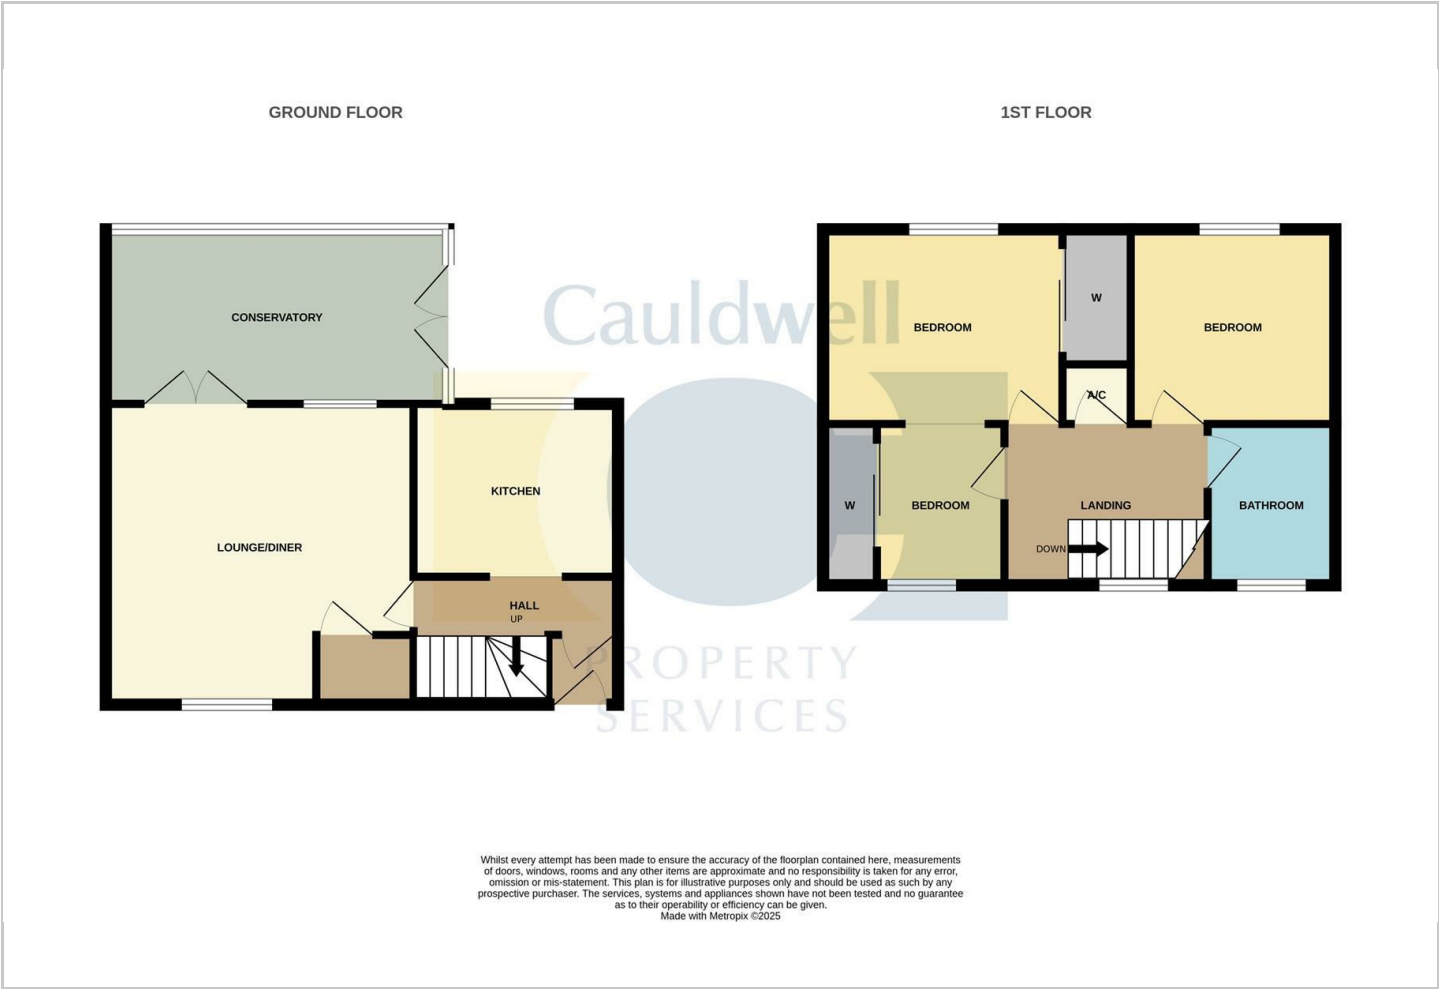 GROUND FLOOR
1ST FLOOR
CONSERVATORY
LOUNGE/DINER
KITCHEN
HALL
UP
BEDROOM
W
BEDROOM
A/C
W
BEDROOM
LANDING
BATHROOM
DOWN
Cauldwell
PROPERTY
SERVICES
Whilst every attempt has been made to ensure the accuracy of the floorplan contained here, measurements
of doors, windows, rooms and any other items are approximate and no responsibility is taken for any error,
omission or mis-statement. This plan is for illustrative purposes only and should be used as such by any
prospective purchaser. The services, systems and appliances shown have not been tested and no guarantee
as to their operability or efficiency can be given.
Made with Metropix ©2025